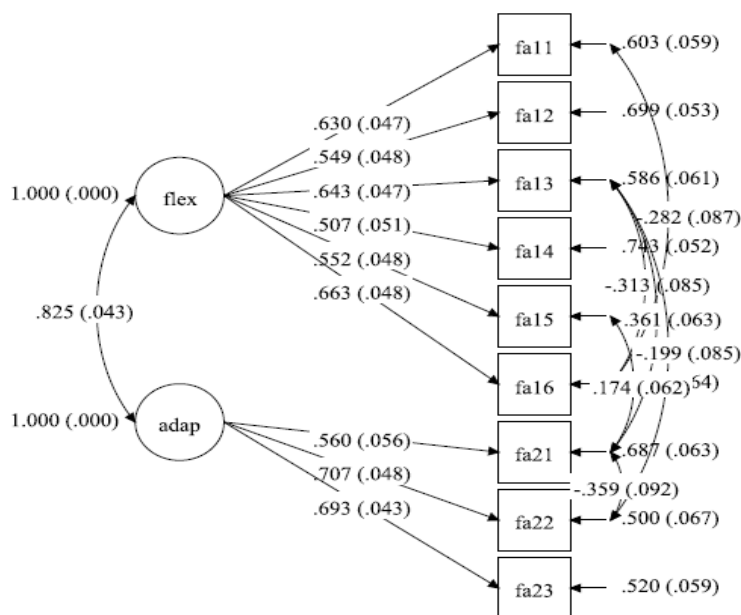 fa11 .603 (.059)
fa12 .699 (.053)
.630 (.047)
.549 (.048)
fa13 .586 (.061)
1.000 (.000) flex
.643 (.047)
-.282 (.087)
.507 (.051)
fa14 .743 (.052)
.552 (.048)
-.313 (.085)
.663 (.048)
.825 (.043)
fa15 .361 (.063)
-.199 (.085)
fa16 .174 (.062)
1.000 (.000) adap
.560 (.056)
fa21 .687 (.063)
.707 (.048)
-.359 (.092)
.693 (.043)
fa22 .500 (.067)
fa23 .520 (.059)